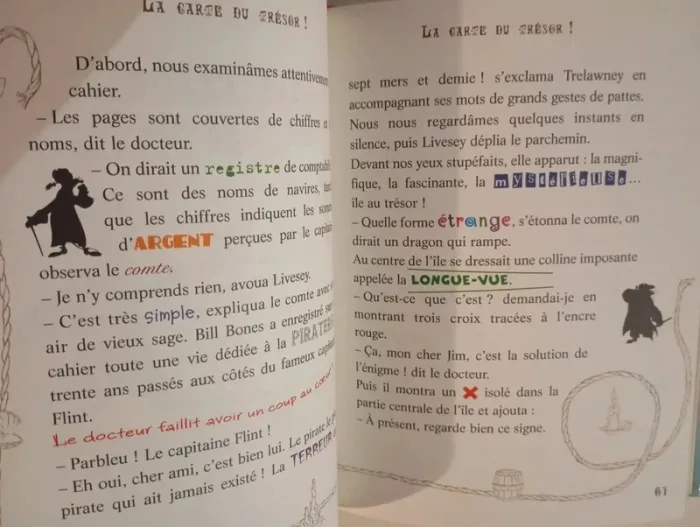 LA CARTE DU TRÉSOR !
D'abord, nous examinâmes attentivement
cahier.
– Les pages sont couvertes de chiffres
noms, dit le docteur.
– On dirait un registre de
Ce sont des noms de navires,
que les chiffres indiquent les
d'ARGENT perçues par le
observa le comte.
– Je n'y comprends rien, avoua Livesey.
– C'est très simple, expliqua le comte avec
air de vieux sage. Bill Bones a enregistré
cahier toute une vie dédiée à la
trente ans passés aux côtés du fameux
Flint.
Le docteur faillit avoir un coup au cœur
– Parbleu ! Le capitaine Flint !
– Eh oui, cher ami, c'est bien lui. Le pirate le
pirate qui ait jamais existé ! La TERREUR
LA CARTE DU TRÉSOR !
sept mers et demie ! s'exclama Trelawney en
accompagnant ses mots de grands gestes de pattes.
Nous nous regardâmes quelques instants en
silence, puis Livesey déplia le parchemin.
Devant nos yeux stupéfaits, elle apparut : la magni-
fique, la fascinante, la mystérieuse...
île au trésor !
– Quelle forme étrange, s'étonna le comte, on
dirait un dragon qui rampe.
Au centre de l'île se dressait une colline imposante
appelée la LONGUE-VUE.
– Qu'est-ce que c'est ? demandai-je en
montrant trois croix tracées à l'encre
rouge.
– Ça, mon cher Jim, c'est la solution de
l'énigme ! dit le docteur.
Puis il montra un isolé dans la
partie centrale de l'île et ajouta :
– À présent, regarde bien ce signe.
61